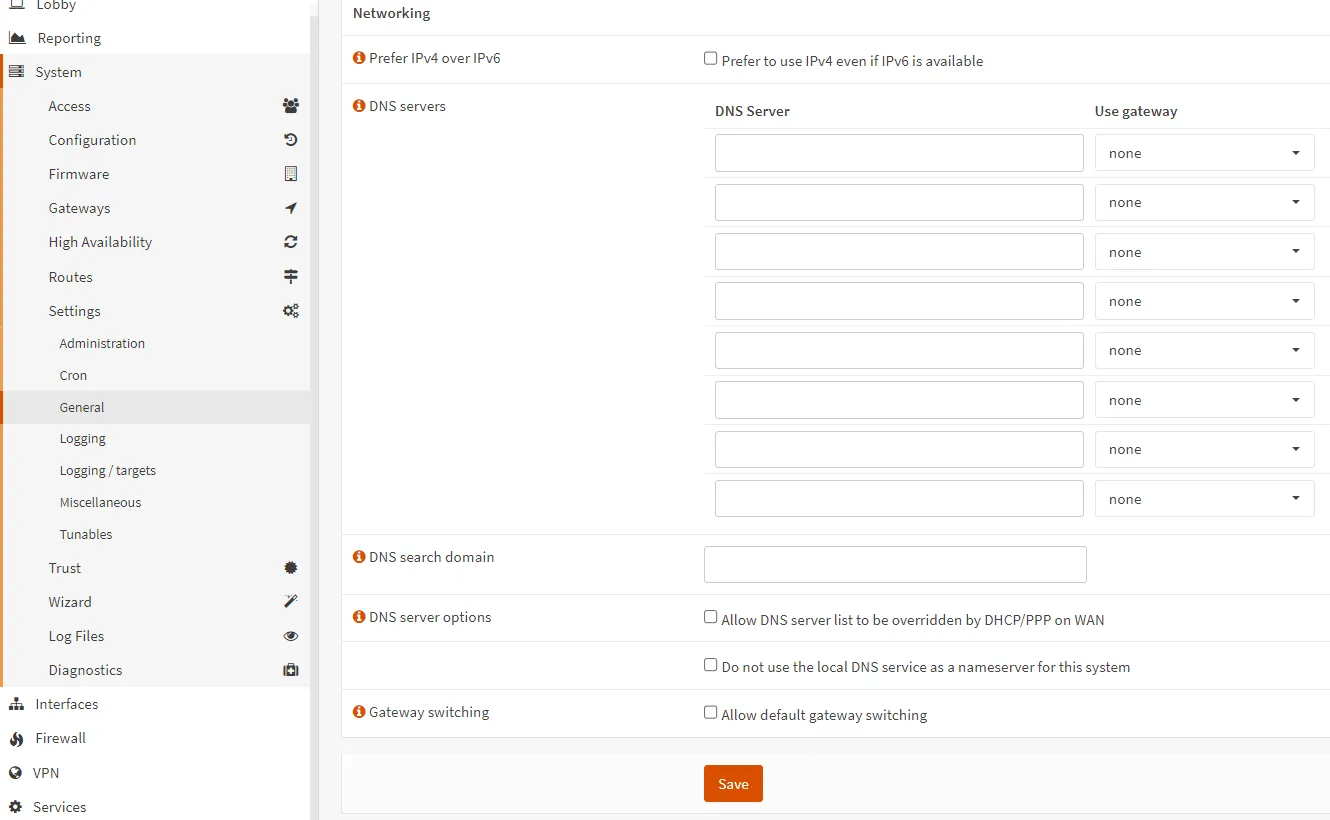 Lobby
Reporting
System
Access
Configuration
Firmware
Gateways
High Availability
Routes
Settings
Administration
Cron
General
Logging
Logging / targets
Miscellaneous
Tunables
Trust
Wizard
Log Files
Diagnostics
Interfaces
Firewall
VPN
Services
Networking
Prefer IPv4 over IPv6
Prefer to use IPv4 even if IPv6 is available
DNS servers
DNS Server Use gateway
none
none
none
none
none
none
none
none
DNS search domain
DNS server options
Allow DNS server list to be overridden by DHCP/PPP on WAN
Do not use the local DNS service as a nameserver for this system
Gateway switching
Allow default gateway switching
Save